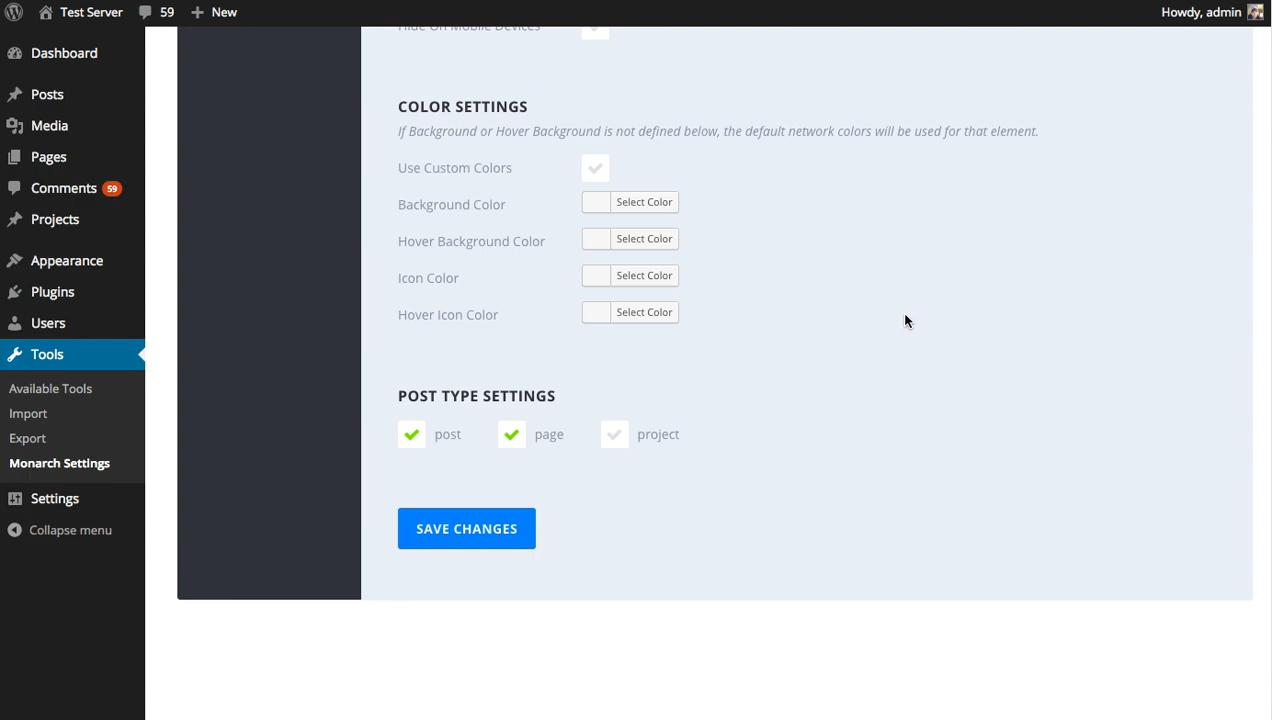 Test Server 59 New Howdy, admin
Dashboard
Posts
Media
Pages
Comments 59
Projects
Appearance
Plugins
Users
Tools
Available Tools
Import
Export
Monarch Settings
Settings
Collapse menu
Hide On Mobile Devices
COLOR SETTINGS
If Background or Hover Background is not defined below, the default network colors will be used for that element.
Use Custom Colors
Background Color Select Color
Hover Background Color Select Color
Icon Color Select Color
Hover Icon Color Select Color
POST TYPE SETTINGS
post page project
SAVE CHANGES